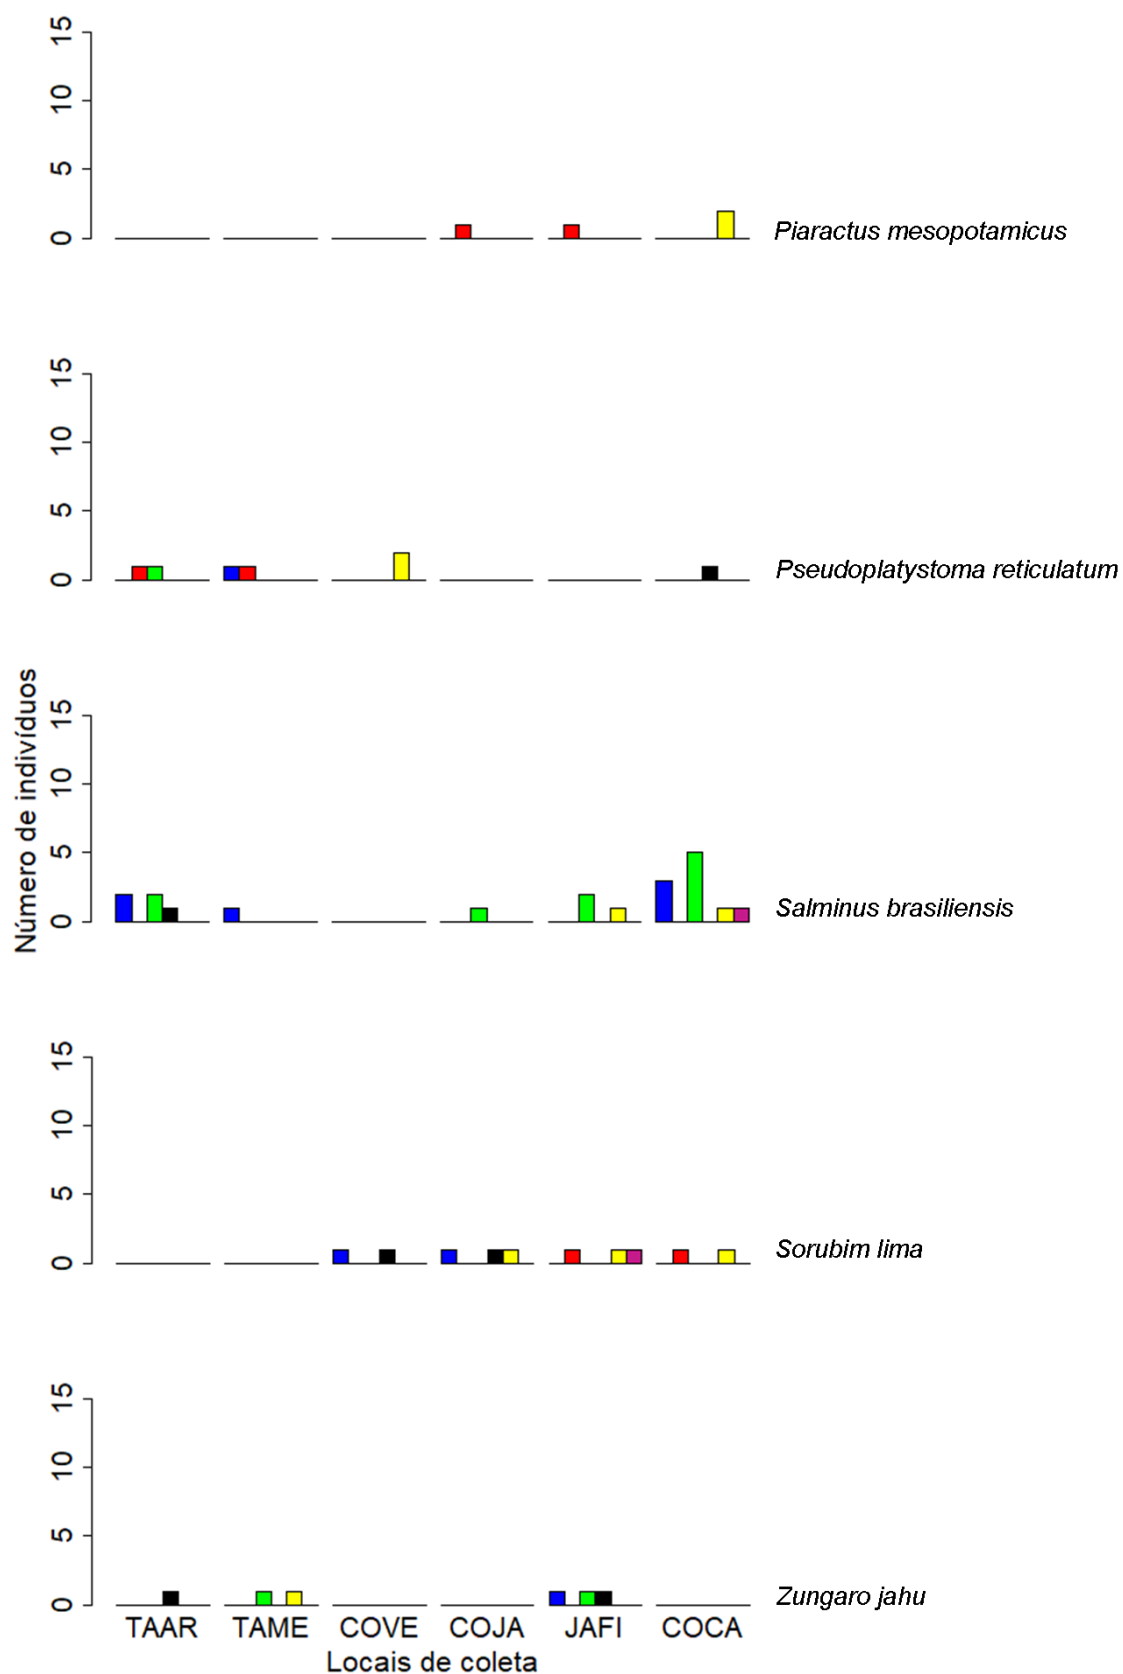 15
10
5
0
Piaractus mesopotamicus
15
10
5
0
Pseudoplatystoma reticulatum
Número de indivíduos
15
10
5
0
Salminus brasiliensis
15
10
5
0
Sorubim lima
15
10
5
0
Zungaro jahu
TAAR TAME COVE COJA JAFI COCA
Locais de coleta